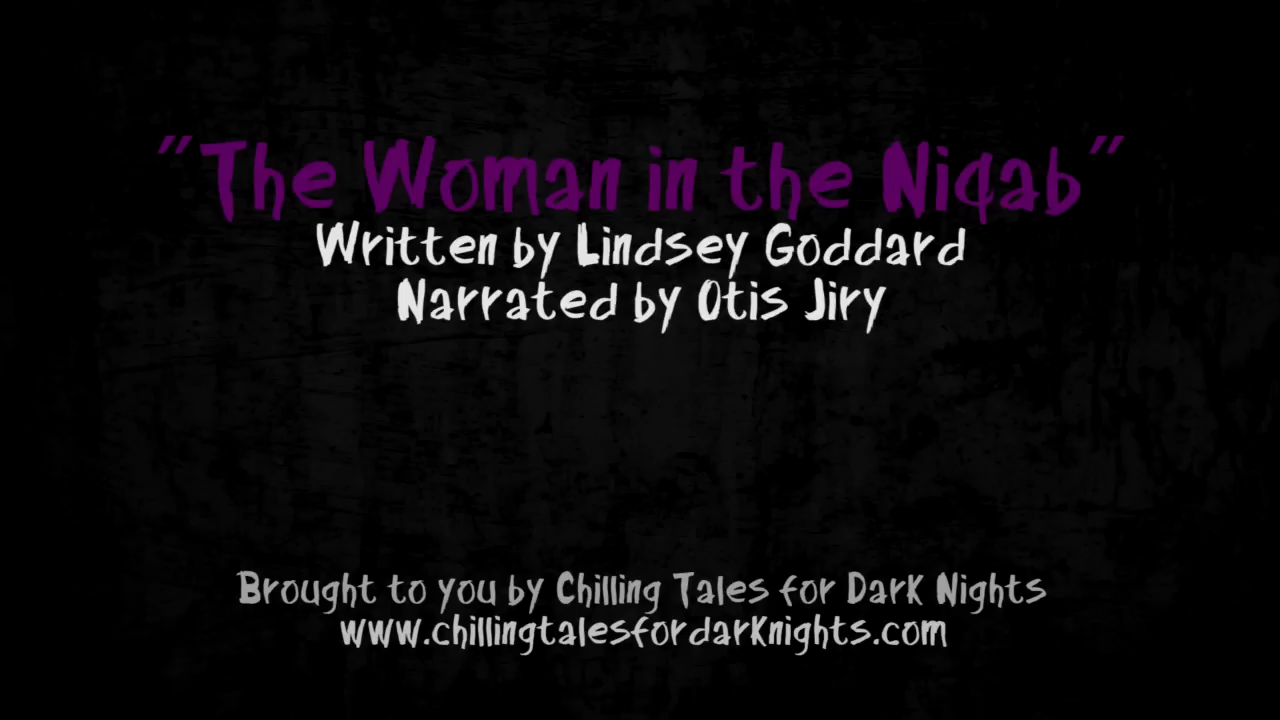 "The Woman in the Niqab"
Written by Lindsey Goddard
Narrated by Otis Jiry
Brought to you by Chilling Tales for Dark Nights
www.chillingtalesfordarknights.com